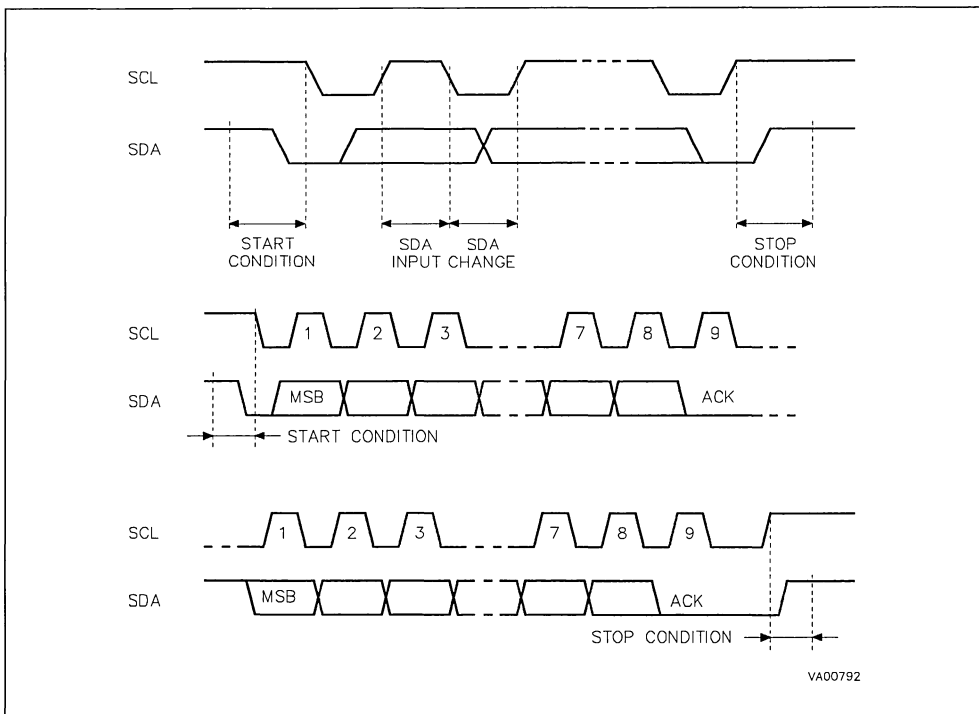 SCL
SDA
START CONDITION
SDA INPUT
SDA CHANGE
STOP CONDITION
SCL 1 2 3 7 8 9
SDA MSB ACK
START CONDITION
SCL 1 2 3 7 8 9
SDA MSB ACK
STOP CONDITION
VA00792